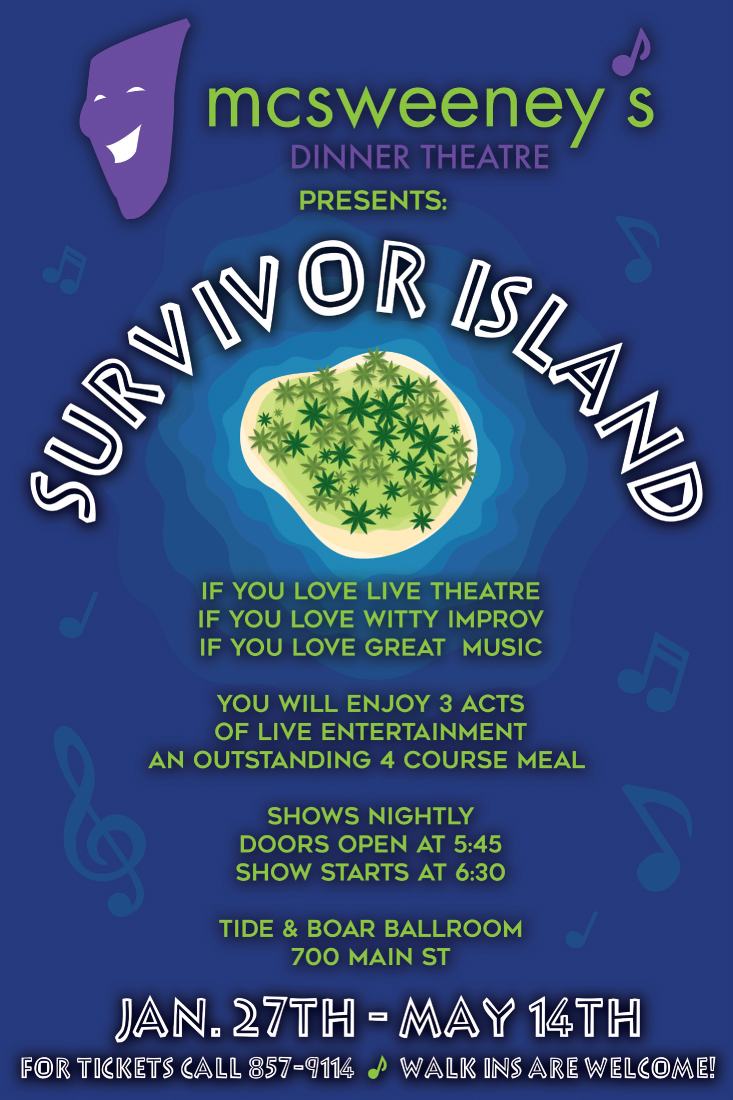 mcsweeney's
DINNER THEATRE
PRESENTS:
SURVIVOR ISLAND
IF YOU LOVE LIVE THEATRE
IF YOU LOVE WITTY IMPROV
IF YOU LOVE GREAT MUSIC
YOU WILL ENJOY 3 ACTS
OF LIVE ENTERTAINMENT
AN OUTSTANDING 4 COURSE MEAL
SHOWS NIGHTLY
DOORS OPEN AT 5:45
SHOW STARTS AT 6:30
TIDE & BOAR BALLROOM
700 MAIN ST
JAN. 27TH - MAY 14TH
FOR TICKETS CALL 857-9114 ♪ WALK INS ARE WELCOME!